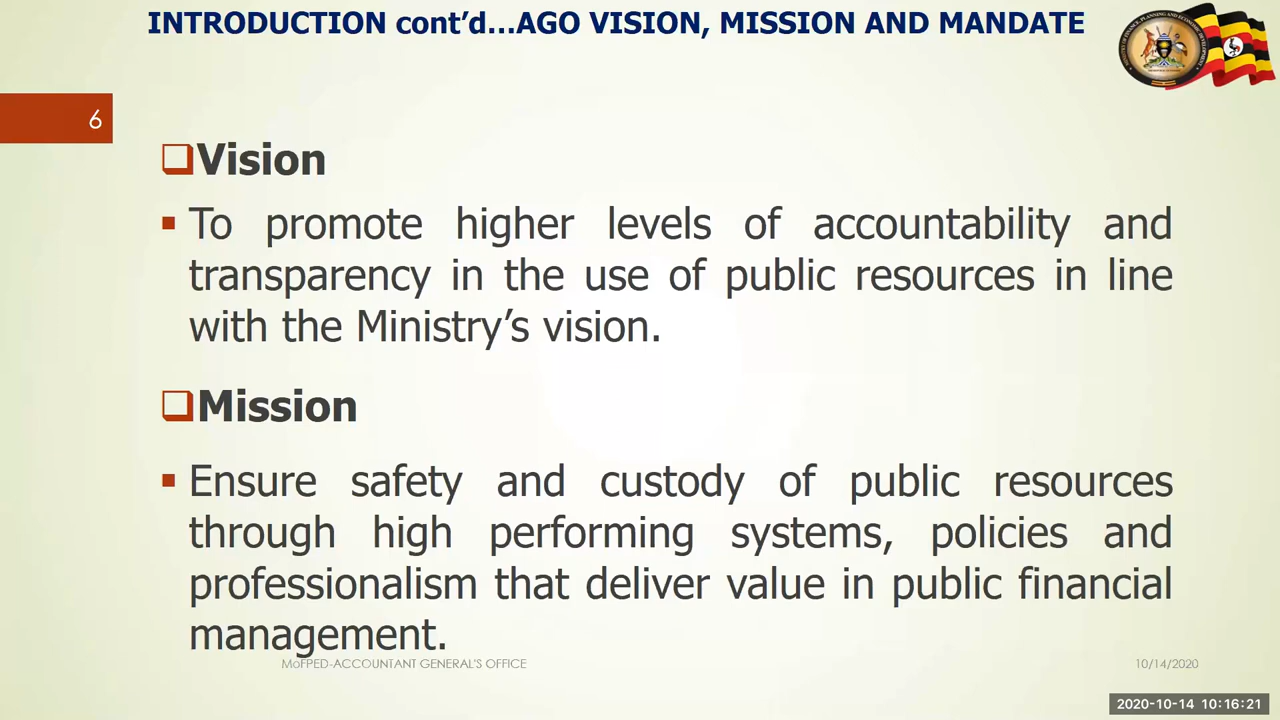 INTRODUCTION cont’d…AGO VISION, MISSION AND MANDATE
6
Vision
To promote higher levels of accountability and
transparency in the use of public resources in line
with the Ministry’s vision.
Mission
Ensure safety and custody of public resources
through high performing systems, policies and
professionalism that deliver value in public financial
management.
MoFPED-ACCOUNTANT GENERAL'S OFFICE
10/14/2020
2020-10-14 10:16:21